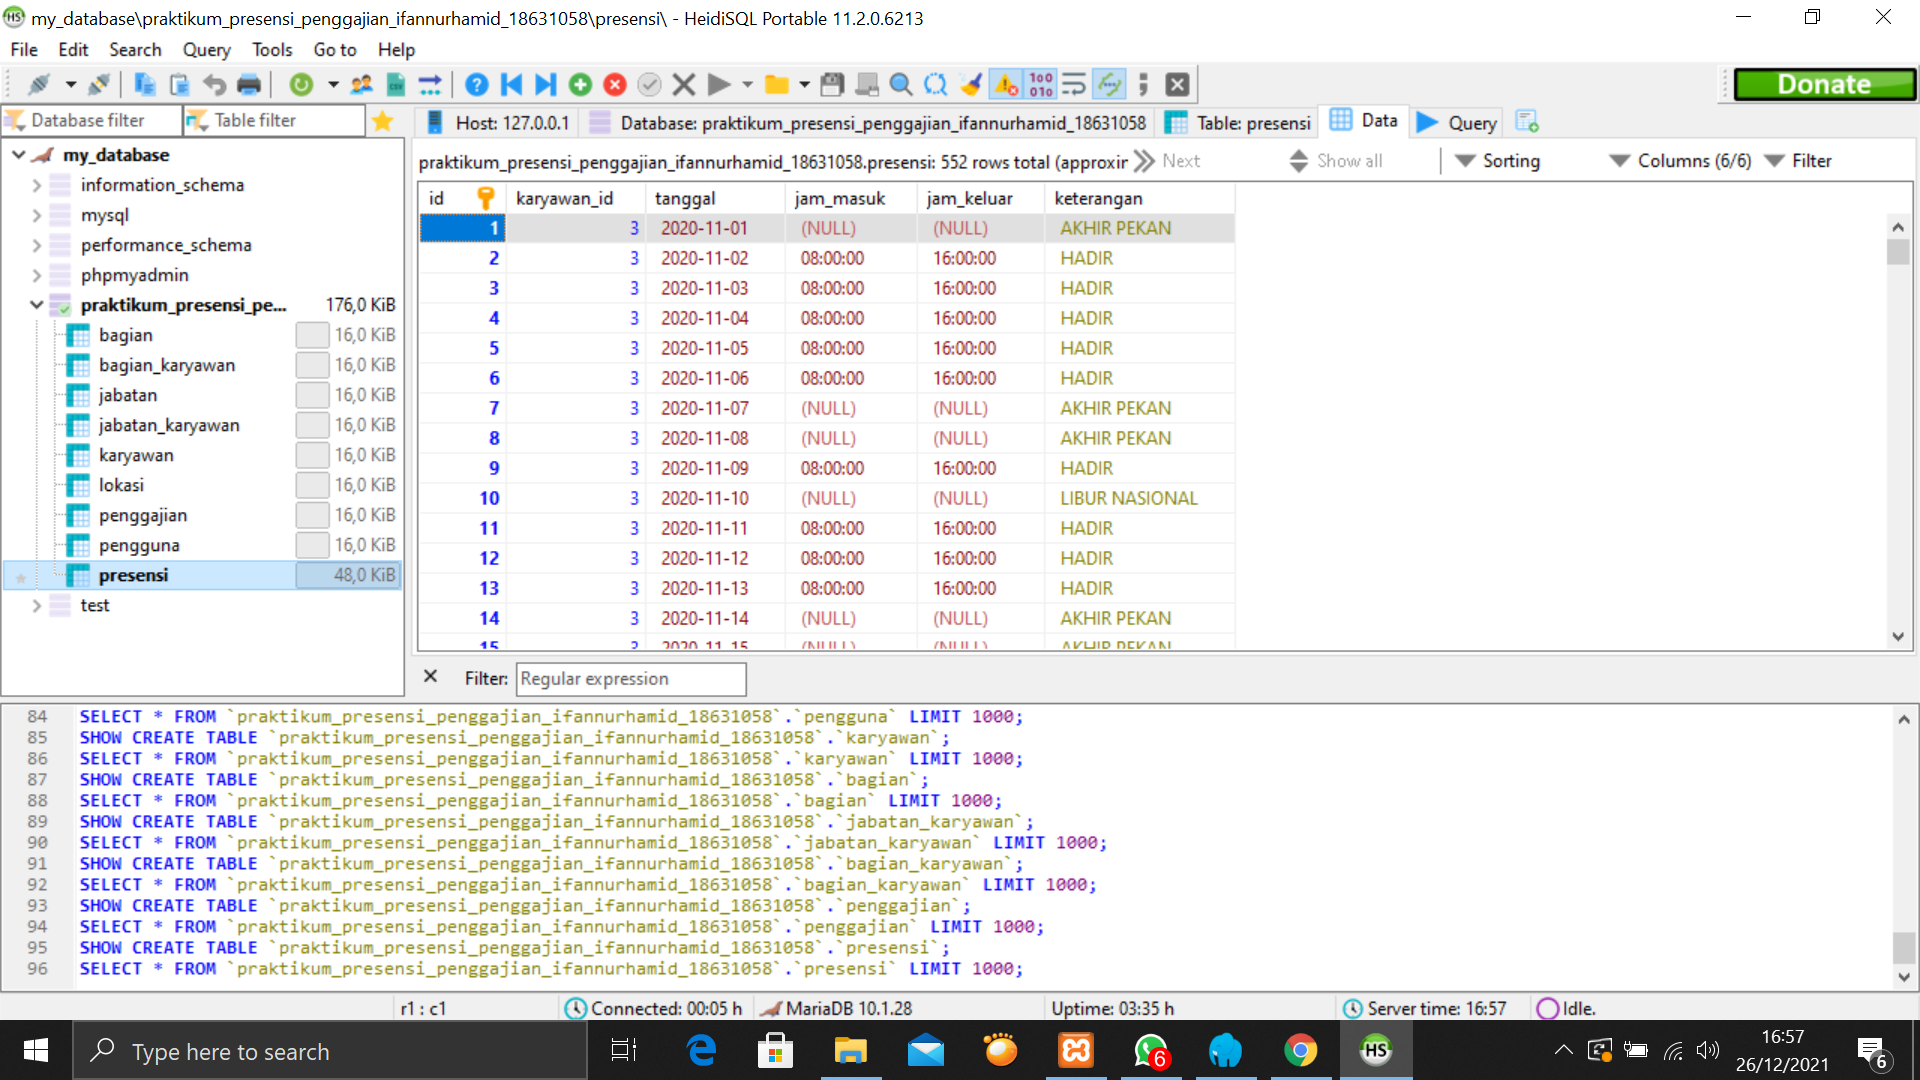 my_database\praktikum_presensi_penggajian_ifannurhamid_18631058\presensi\ - HeidiSQL Portable 11.2.0.6213
File Edit Search Query Tools Go to Help
Donate
Database filter Table filter
Host: 127.0.0.1 Database: praktikum_presensi_penggajian_ifannurhamid_18631058 Table: presensi Data Query
my_database
information_schema
mysql
performance_schema
phpmyadmin
praktikum_presensi_pe... 176,0 KiB
bagian 16,0 KiB
bagian_karyawan 16,0 KiB
jabatan 16,0 KiB
jabatan_karyawan 16,0 KiB
karyawan 16,0 KiB
lokasi 16,0 KiB
penggajian 16,0 KiB
pengguna 16,0 KiB
presensi 48,0 KiB
test
praktikum_presensi_penggajian_ifannurhamid_18631058.presensi: 552 rows total (approxir Next Show all Sorting Columns (6/6) Filter
id karyawan_id tanggal jam_masuk jam_keluar keterangan
1 3 2020-11-01 (NULL) (NULL) AKHIR PEKAN
2 3 2020-11-02 08:00:00 16:00:00 HADIR
3 3 2020-11-03 08:00:00 16:00:00 HADIR
4 3 2020-11-04 08:00:00 16:00:00 HADIR
5 3 2020-11-05 08:00:00 16:00:00 HADIR
6 3 2020-11-06 08:00:00 16:00:00 HADIR
7 3 2020-11-07 (NULL) (NULL) AKHIR PEKAN
8 3 2020-11-08 (NULL) (NULL) AKHIR PEKAN
9 3 2020-11-09 08:00:00 16:00:00 HADIR
10 3 2020-11-10 (NULL) (NULL) LIBUR NASIONAL
11 3 2020-11-11 08:00:00 16:00:00 HADIR
12 3 2020-11-12 08:00:00 16:00:00 HADIR
13 3 2020-11-13 08:00:00 16:00:00 HADIR
14 3 2020-11-14 (NULL) (NULL) AKHIR PEKAN
15 3 2020-11-15 (NULL) (NULL) AKHIR PEKAN
Filter: Regular expression
84 SELECT * FROM `praktikum_presensi_penggajian_ifannurhamid_18631058`.`pengguna` LIMIT 1000;
85 SHOW CREATE TABLE `praktikum_presensi_penggajian_ifannurhamid_18631058`.`karyawan`;
86 SELECT * FROM `praktikum_presensi_penggajian_ifannurhamid_18631058`.`karyawan` LIMIT 1000;
87 SHOW CREATE TABLE `praktikum_presensi_penggajian_ifannurhamid_18631058`.`bagian`;
88 SELECT * FROM `praktikum_presensi_penggajian_ifannurhamid_18631058`.`bagian` LIMIT 1000;
89 SHOW CREATE TABLE `praktikum_presensi_penggajian_ifannurhamid_18631058`.`jabatan_karyawan`;
90 SELECT * FROM `praktikum_presensi_penggajian_ifannurhamid_18631058`.`jabatan_karyawan` LIMIT 1000;
91 SHOW CREATE TABLE `praktikum_presensi_penggajian_ifannurhamid_18631058`.`bagian_karyawan`;
92 SELECT * FROM `praktikum_presensi_penggajian_ifannurhamid_18631058`.`bagian_karyawan` LIMIT 1000;
93 SHOW CREATE TABLE `praktikum_presensi_penggajian_ifannurhamid_18631058`.`penggajian`;
94 SELECT * FROM `praktikum_presensi_penggajian_ifannurhamid_18631058`.`penggajian` LIMIT 1000;
95 SHOW CREATE TABLE `praktikum_presensi_penggajian_ifannurhamid_18631058`.`presensi`;
96 SELECT * FROM `praktikum_presensi_penggajian_ifannurhamid_18631058`.`presensi` LIMIT 1000;
r1 : c1 Connected: 00:05 h MariaDB 10.1.28 Uptime: 03:35 h Server time: 16:57 Idle.
Type here to search
6
HS
16:57
26/12/2021
6